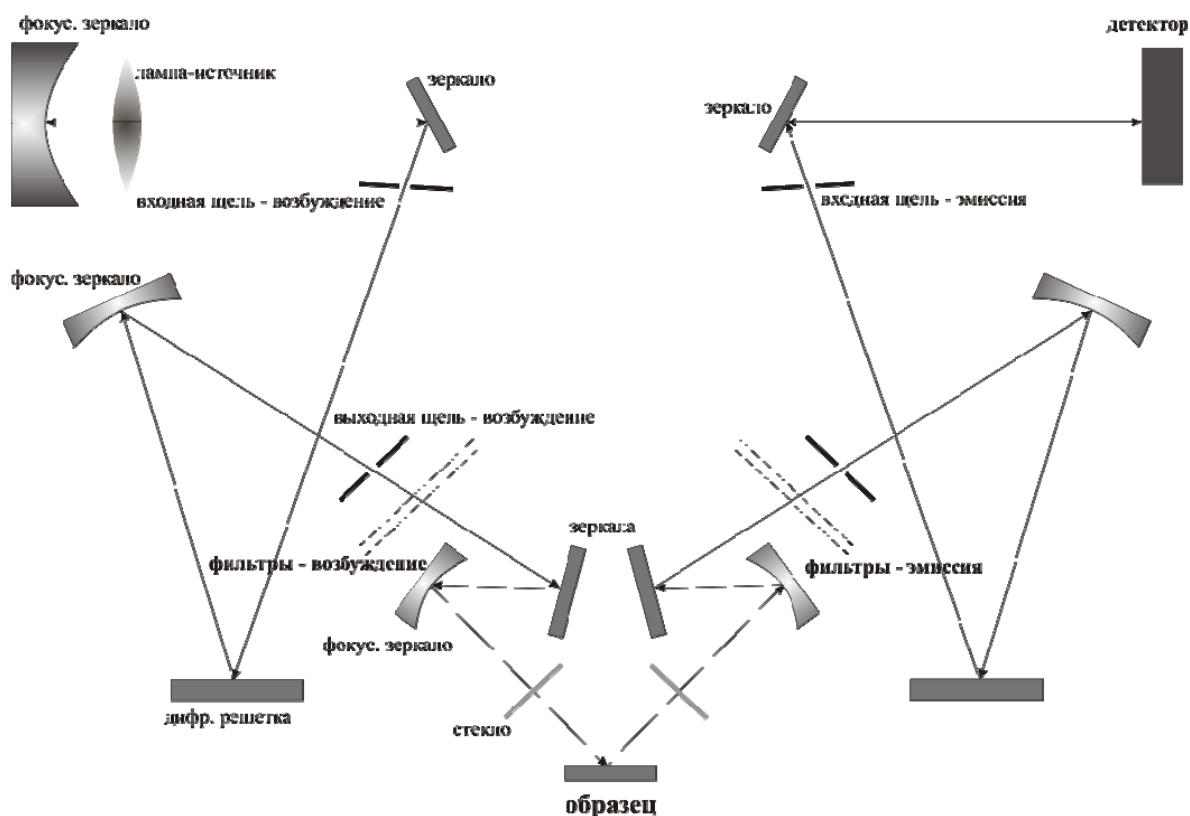 фокус. зеркало
детектор
лампа-источник
зеркало
зеркало
входная щель - возбуждение
входная щель - эмиссия
фокус. зеркало
выходная щель - возбуждение
зеркала
фильтры - возбуждение
фильтры - эмиссия
фокус. зеркало
дифр. решетка
стекло
образец